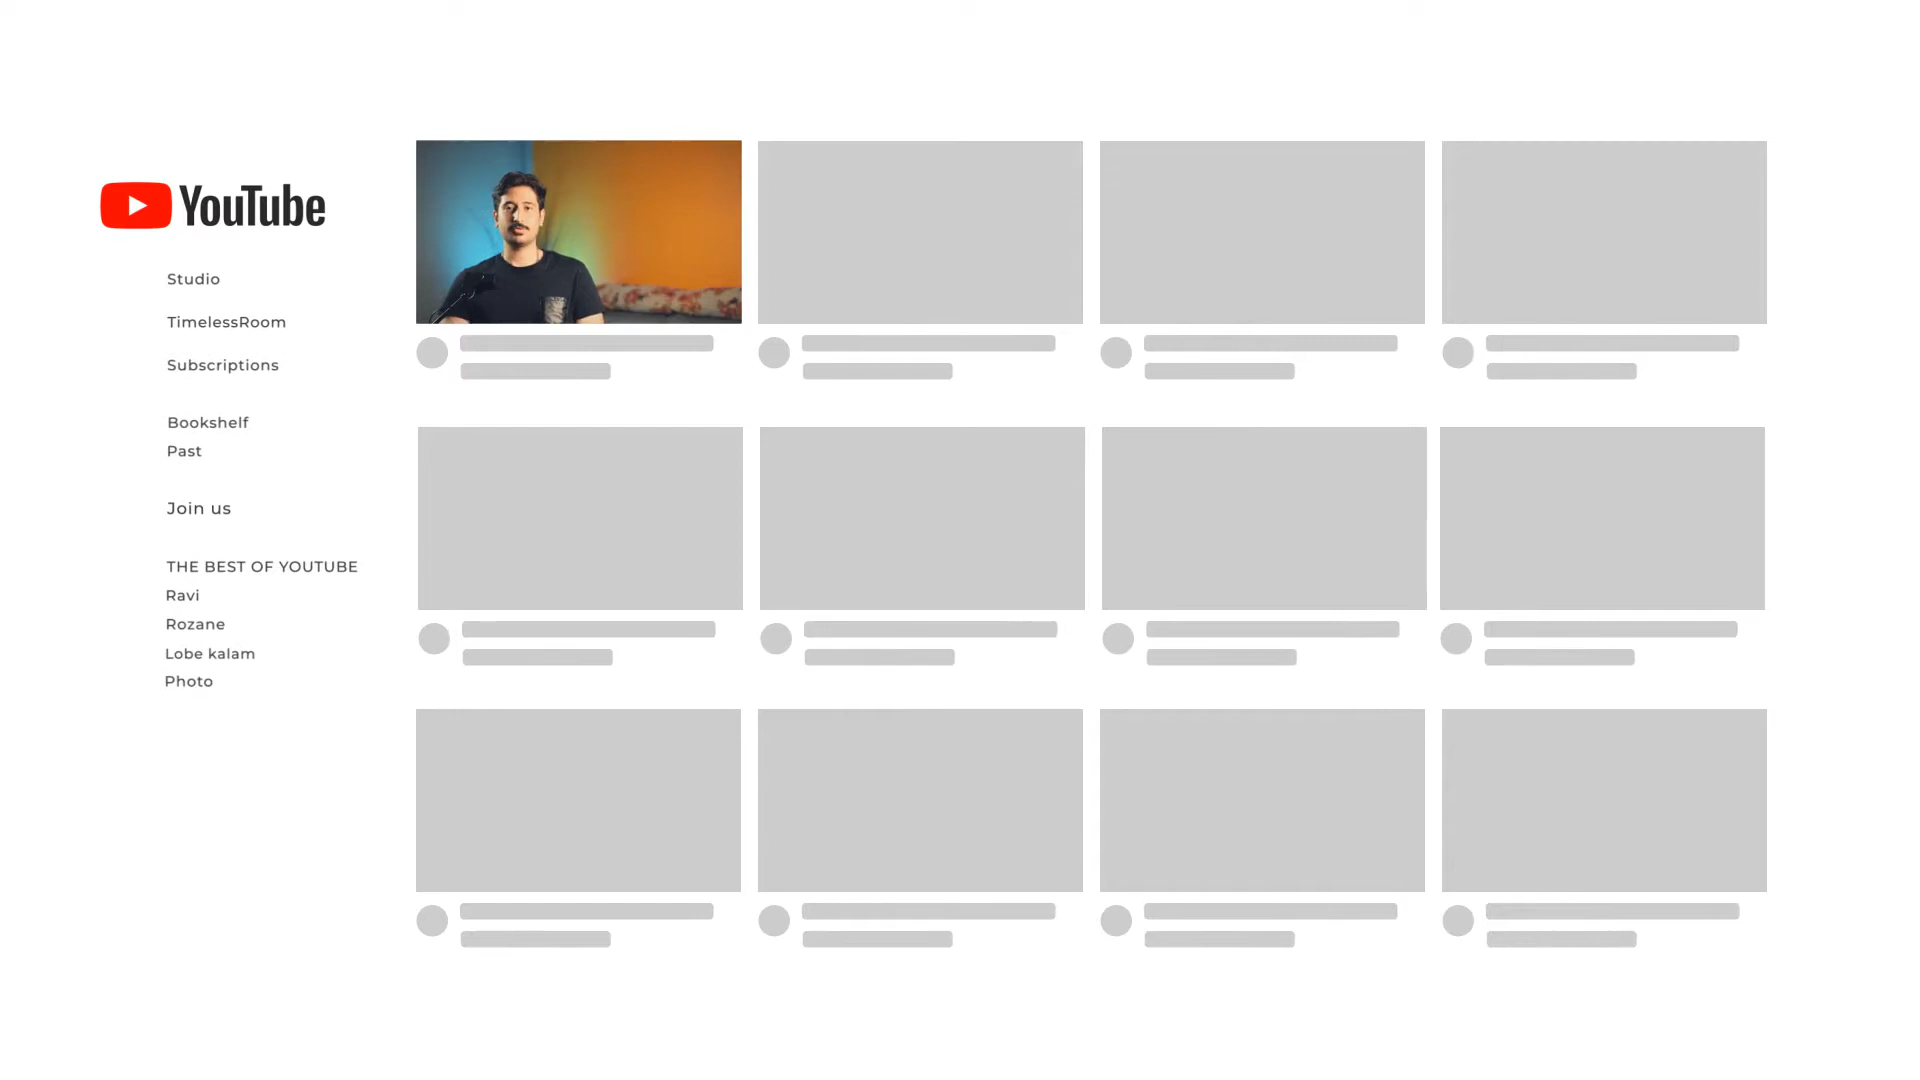 YouTube
Studio
TimelessRoom
Subscriptions
Bookshelf
Past
Join us
THE BEST OF YOUTUBE
Ravi
Rozane
Lobe kalam
Photo